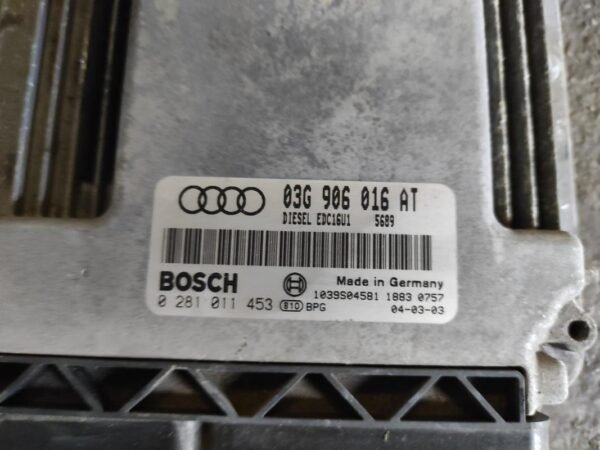 03G 906 016 AT
DIESEL EDC16U1 5689
BOSCH
Made in Germany
0 281 011 453 B10 BPG
1039S04581 1883 0757
04-03-03